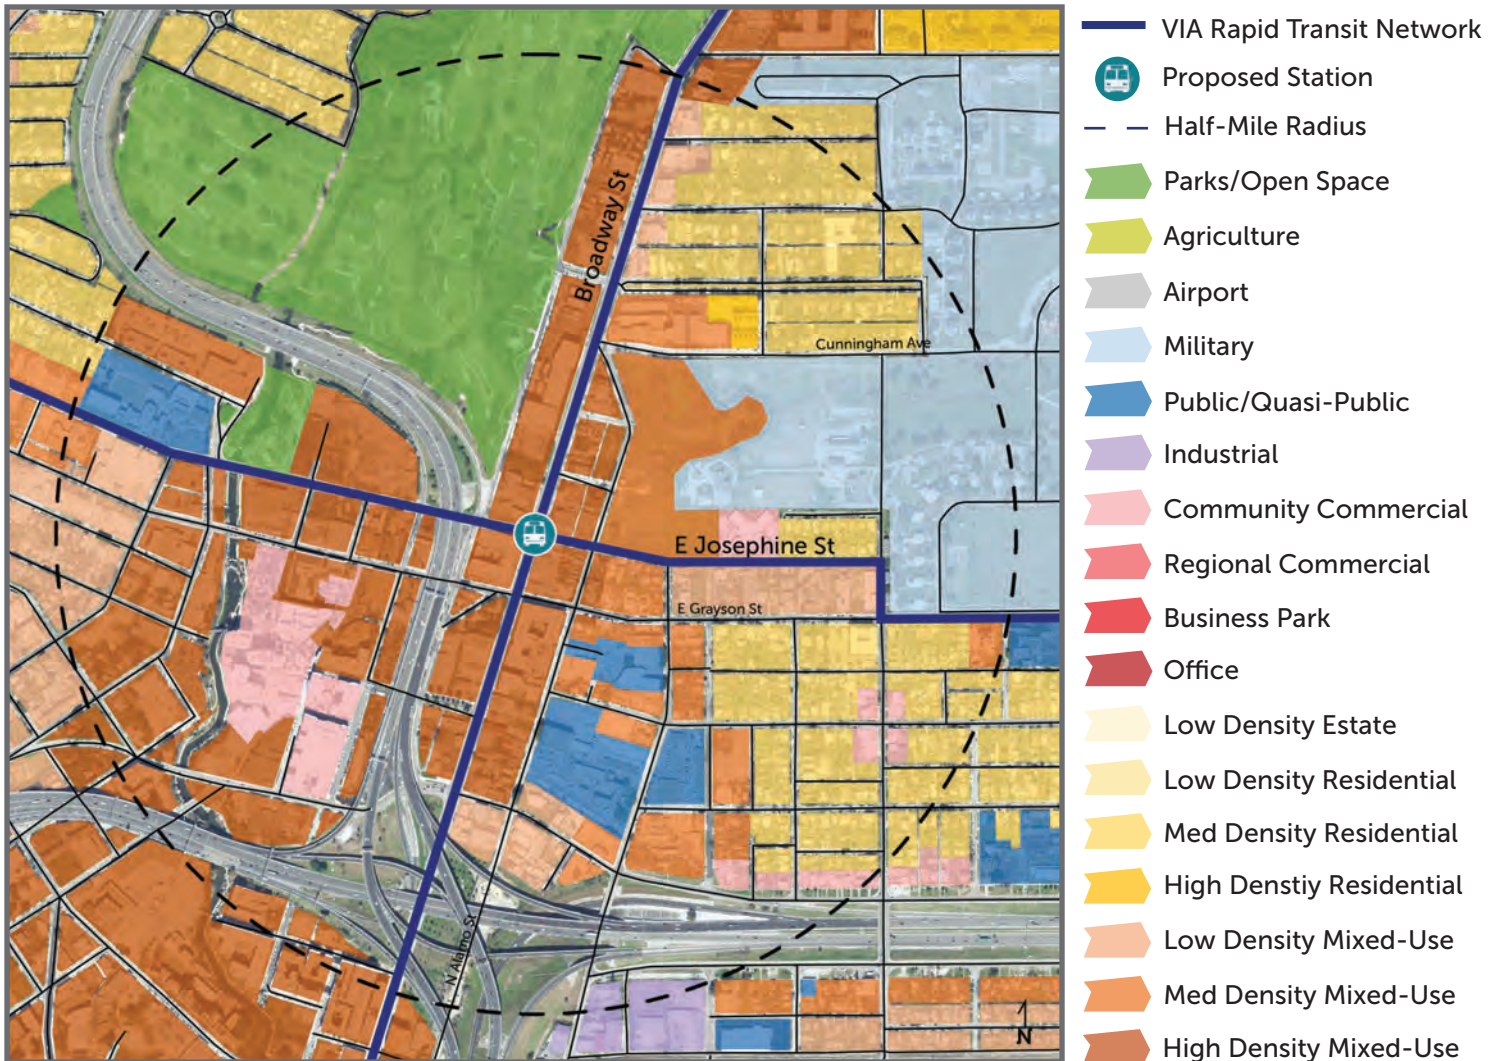 Broadway St
Cunningham Ave
E Josephine St
E Grayson St
N Alamo St
N
VIA Rapid Transit Network
Proposed Station
Half-Mile Radius
Parks/Open Space
Agriculture
Airport
Military
Public/Quasi-Public
Industrial
Community Commercial
Regional Commercial
Business Park
Office
Low Density Estate
Low Density Residential
Med Density Residential
High Denstiy Residential
Low Density Mixed-Use
Med Density Mixed-Use
High Density Mixed-Use